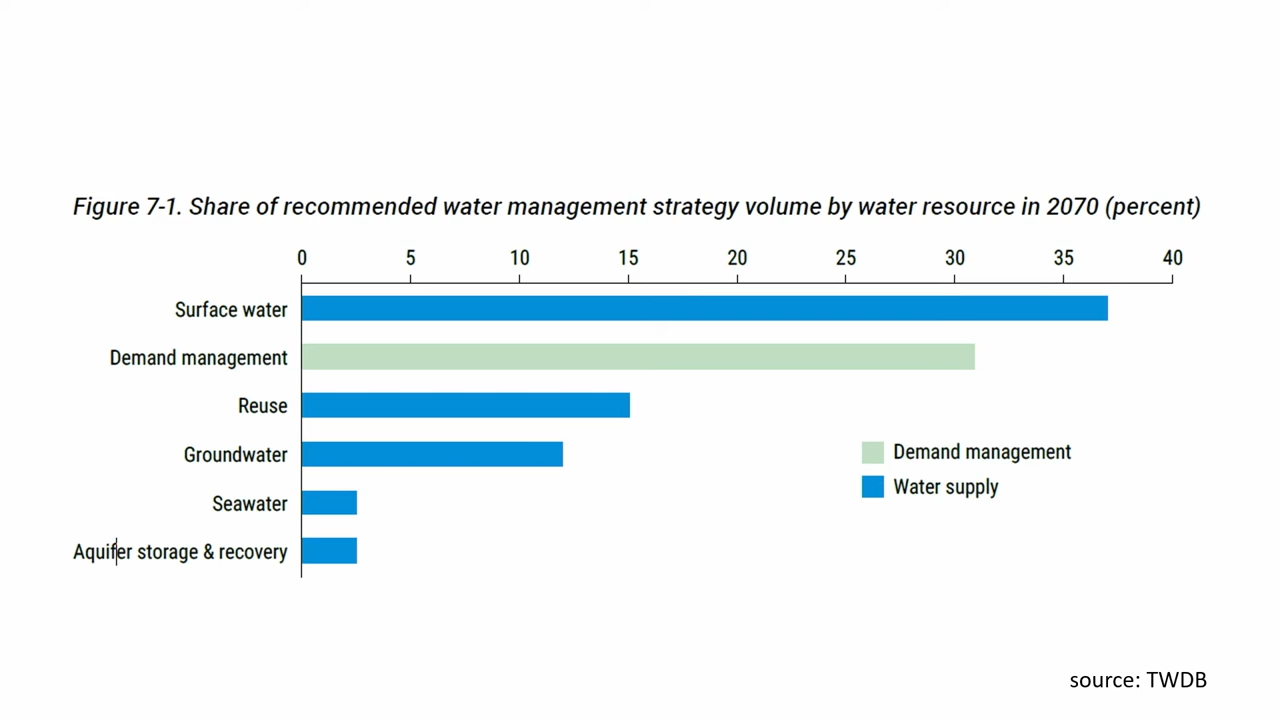 Figure 7-1. Share of recommended water management strategy volume by water resource in 2070 (percent)
0 5 10 15 20 25 30 35 40
Surface water
Demand management
Reuse
Groundwater
Demand management
Water supply
Seawater
Aquifer storage & recovery
source: TWDB